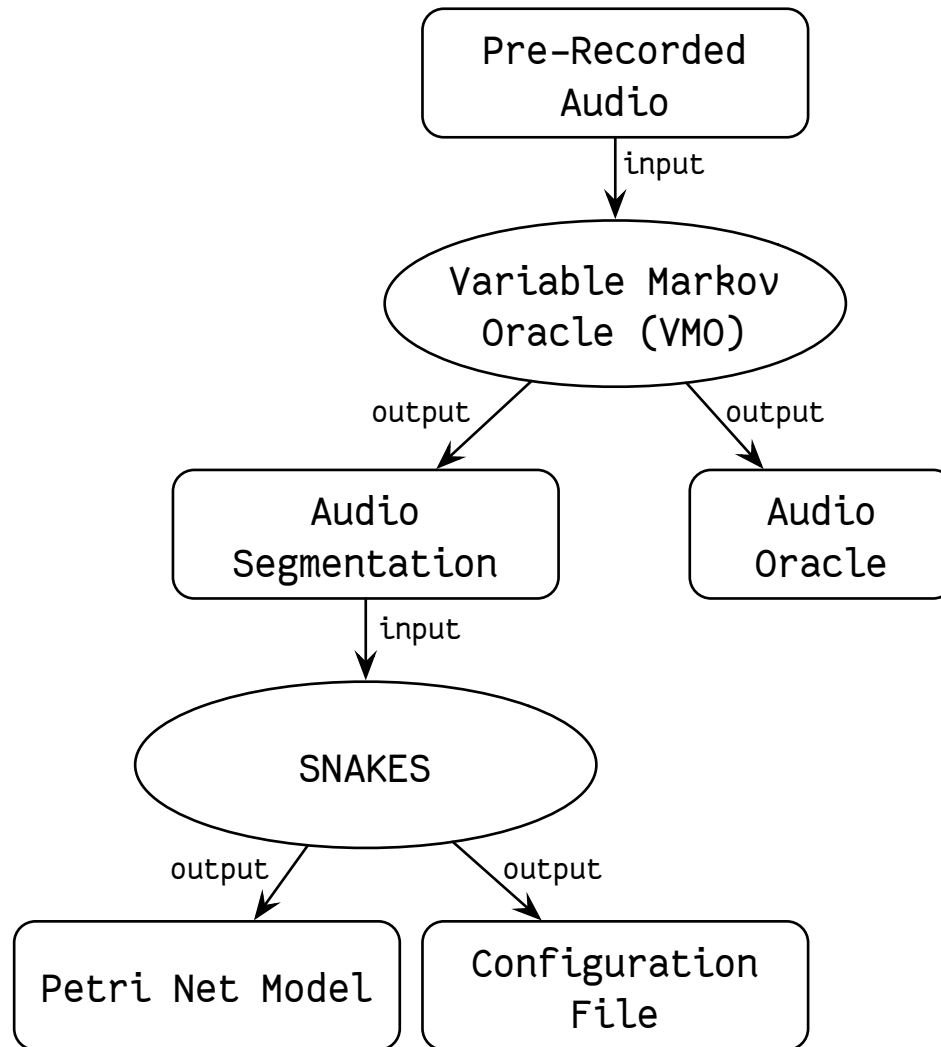 Pre-Recorded
Audio
input
Variable Markov
Oracle (VMO)
output
output
Audio
Segmentation
Audio
Oracle
input
SNAKES
output
output
Petri Net Model
Configuration
File